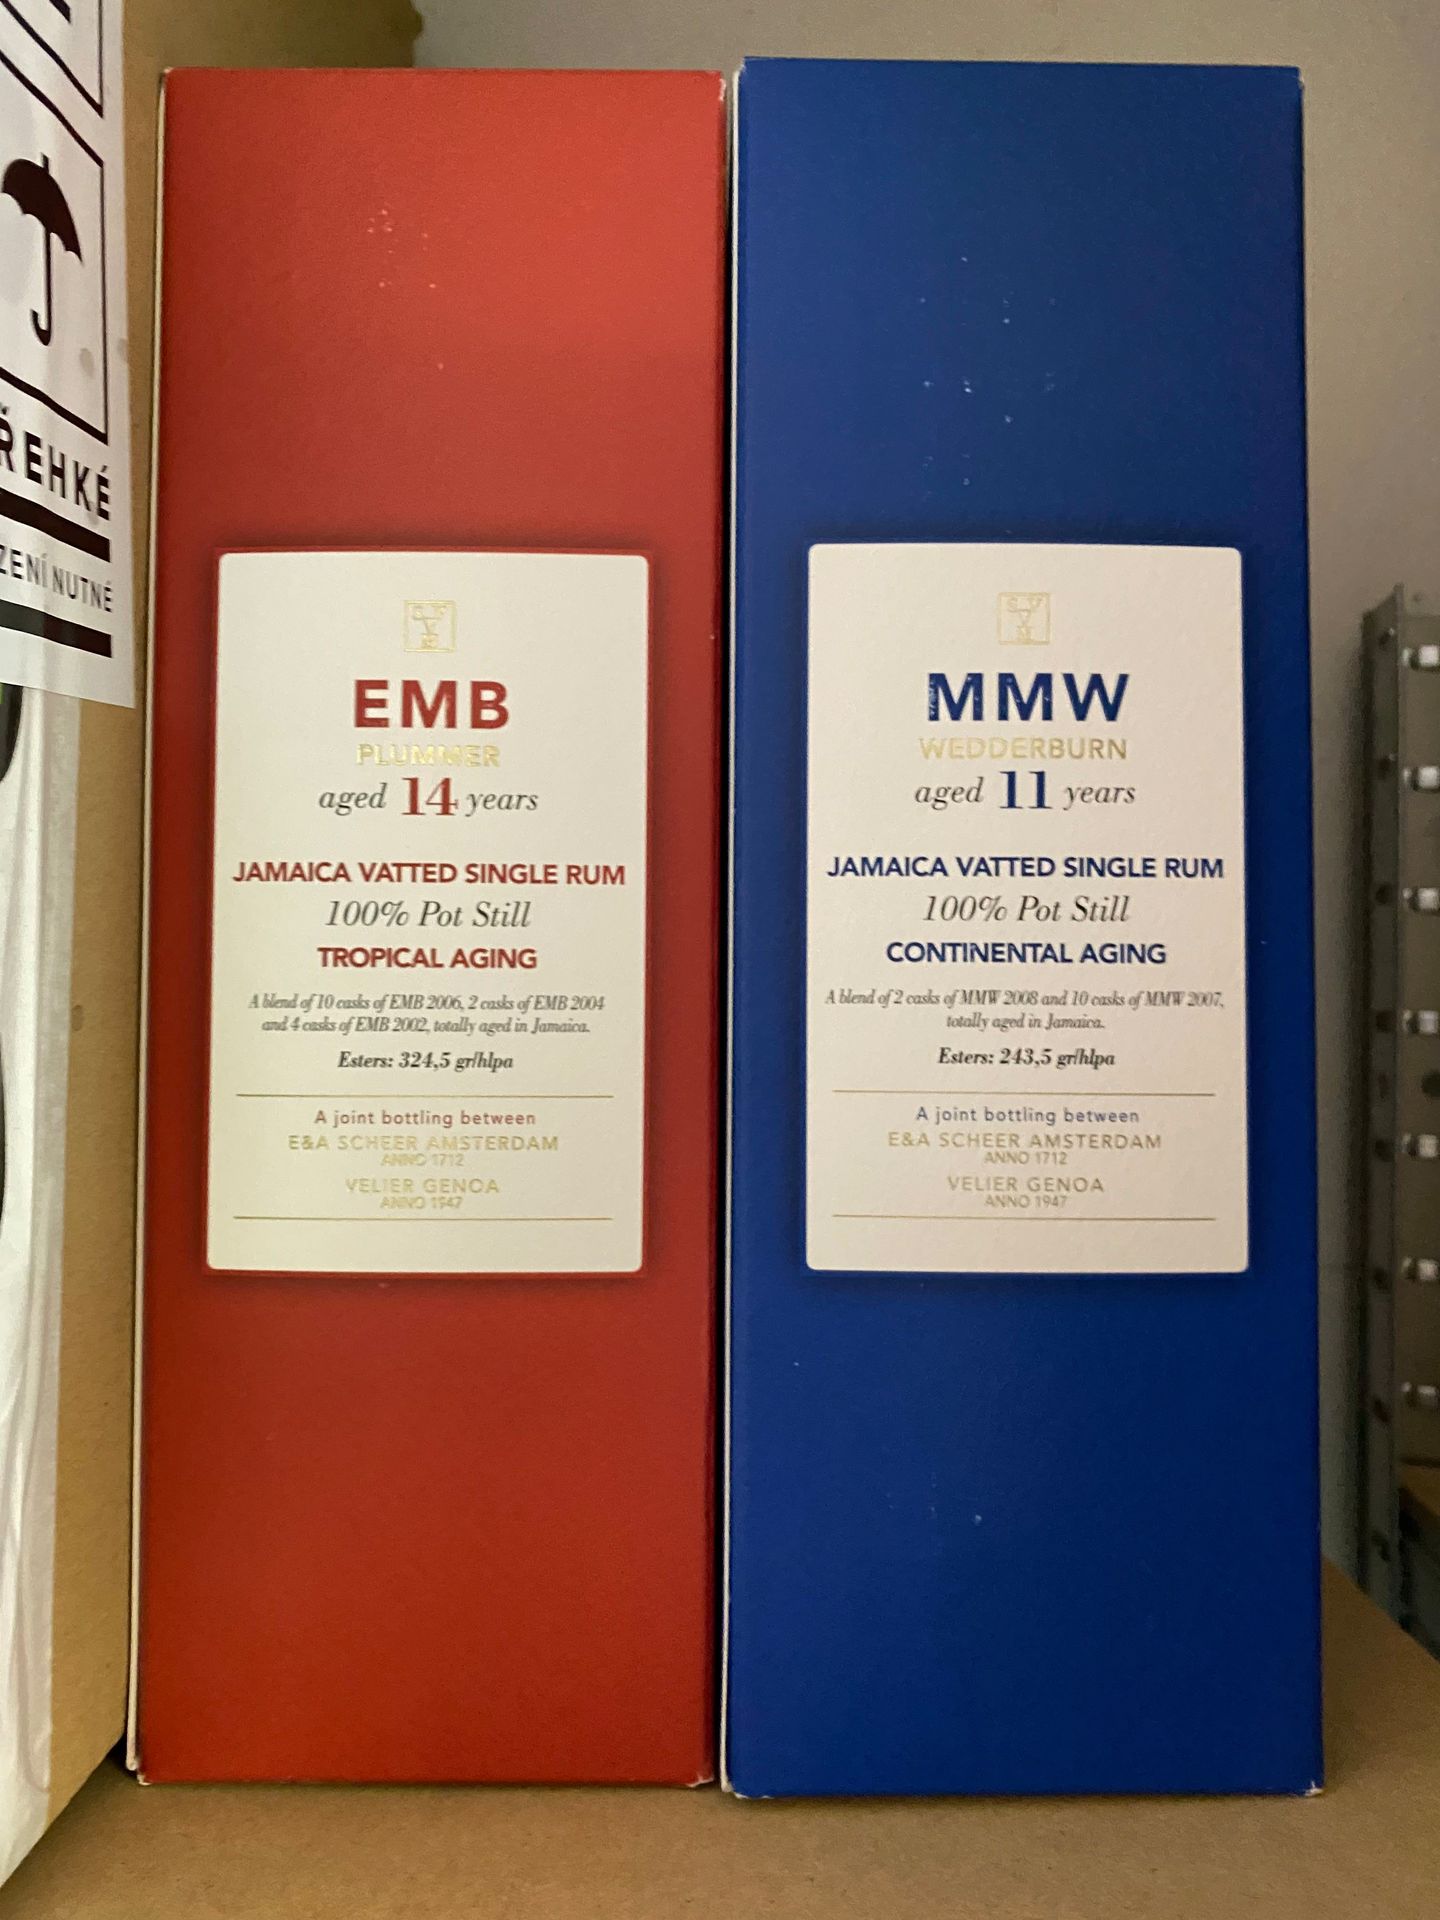 ŘEHKÉ
ZENÍ NUTNÉ
EMB
PLUMMER
aged 14 years
JAMAICA VATTED SINGLE RUM
100% Pot Still
TROPICAL AGING
A blend of 10 casks of EMB 2006, 2 casks of EMB 2004
and 4 casks of EMB 2002, totally aged in Jamaica.
Esters: 324,5 gr/hlpa
A joint bottling between
E&A SCHEER AMSTERDAM
ANNO 1712
VELIER GENOA
ANNO 1947
MMW
WEDDERBURN
aged 11 years
JAMAICA VATTED SINGLE RUM
100% Pot Still
CONTINENTAL AGING
A blend of 2 casks of MMW 2008 and 10 casks of MMW 2007,
totally aged in Jamaica.
Esters: 243,5 gr/hlpa
A joint bottling between
E&A SCHEER AMSTERDAM
ANNO 1712
VELIER GENOA
ANNO 1947